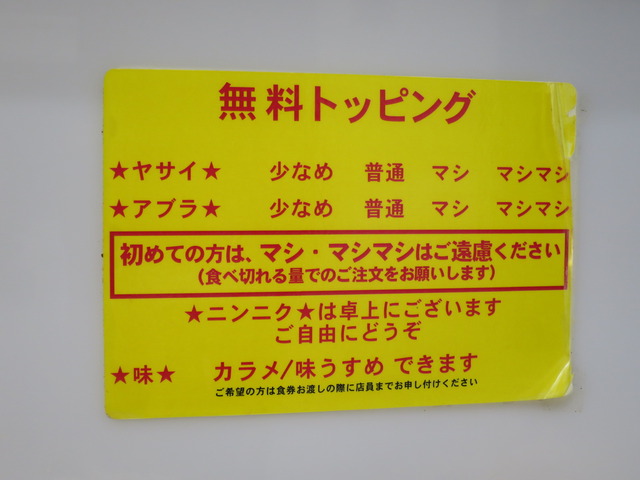 無料トッピング
★ヤサイ★ 少なめ 普通 マシ マシマシ
★アブラ★ 少なめ 普通 マシ マシマシ
初めての方は、マシ・マシマシはご遠慮ください
(食べ切れる量でのご注文をお願いします)
★ニンニク★は卓上にございます
ご自由にどうぞ
★味★ カラメ/味うすめ できます
ご希望の方は食券お渡しの際に店員までお申し付けください